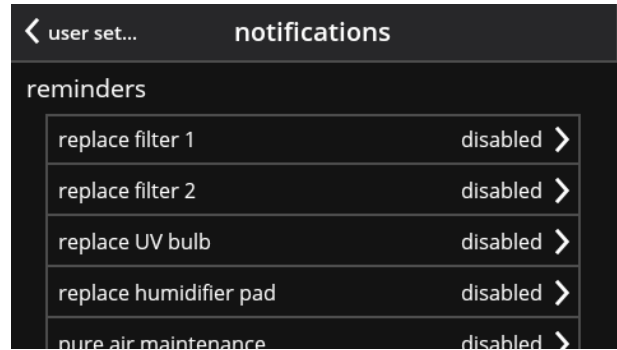 user set... notifications
reminders
replace filter 1 disabled
replace filter 2 disabled
replace UV bulb disabled
replace humidifier pad disabled
pure air maintenance disabled